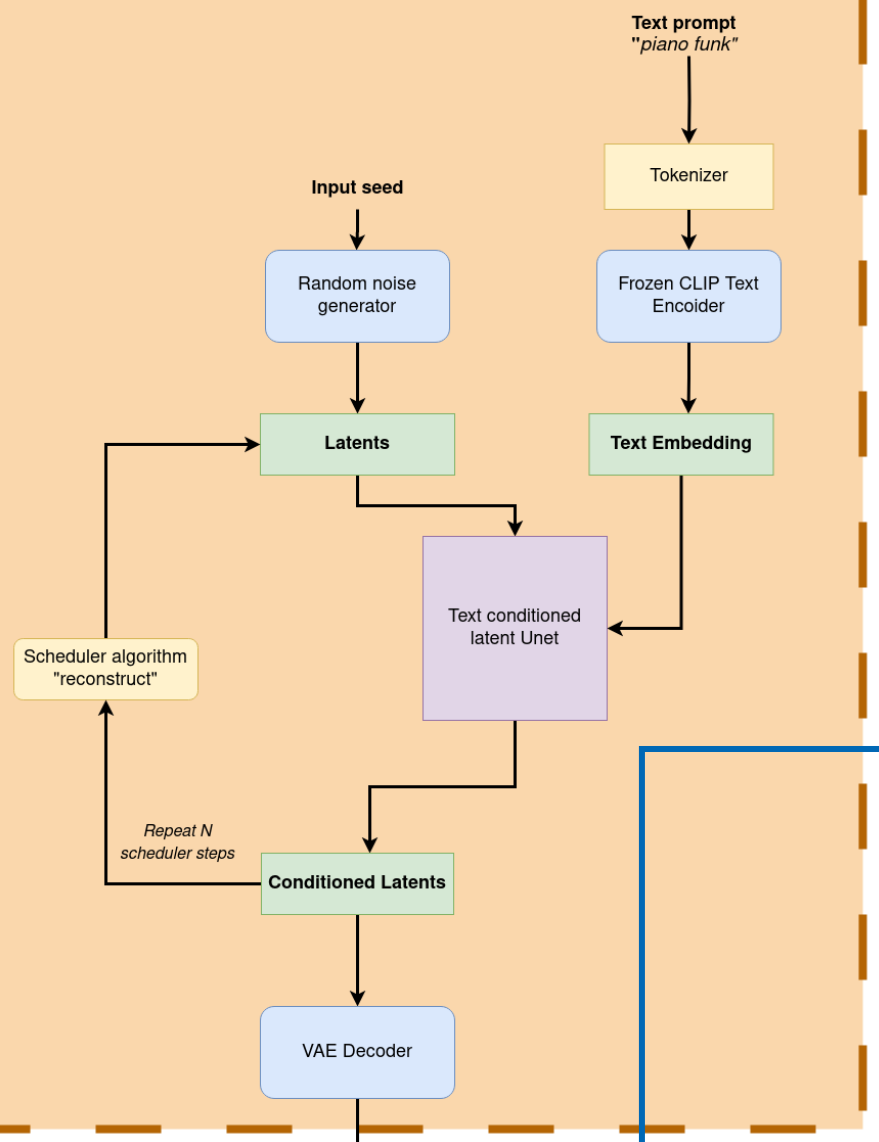 Text prompt
"piano funk"
Tokenizer
Input seed
Random noise
generator
Frozen CLIP Text
Encoider
Latents
Text Embedding
Text conditioned
latent Unet
Scheduler algorithm
"reconstruct"
Repeat N
scheduler steps
Conditioned Latents
VAE Decoder